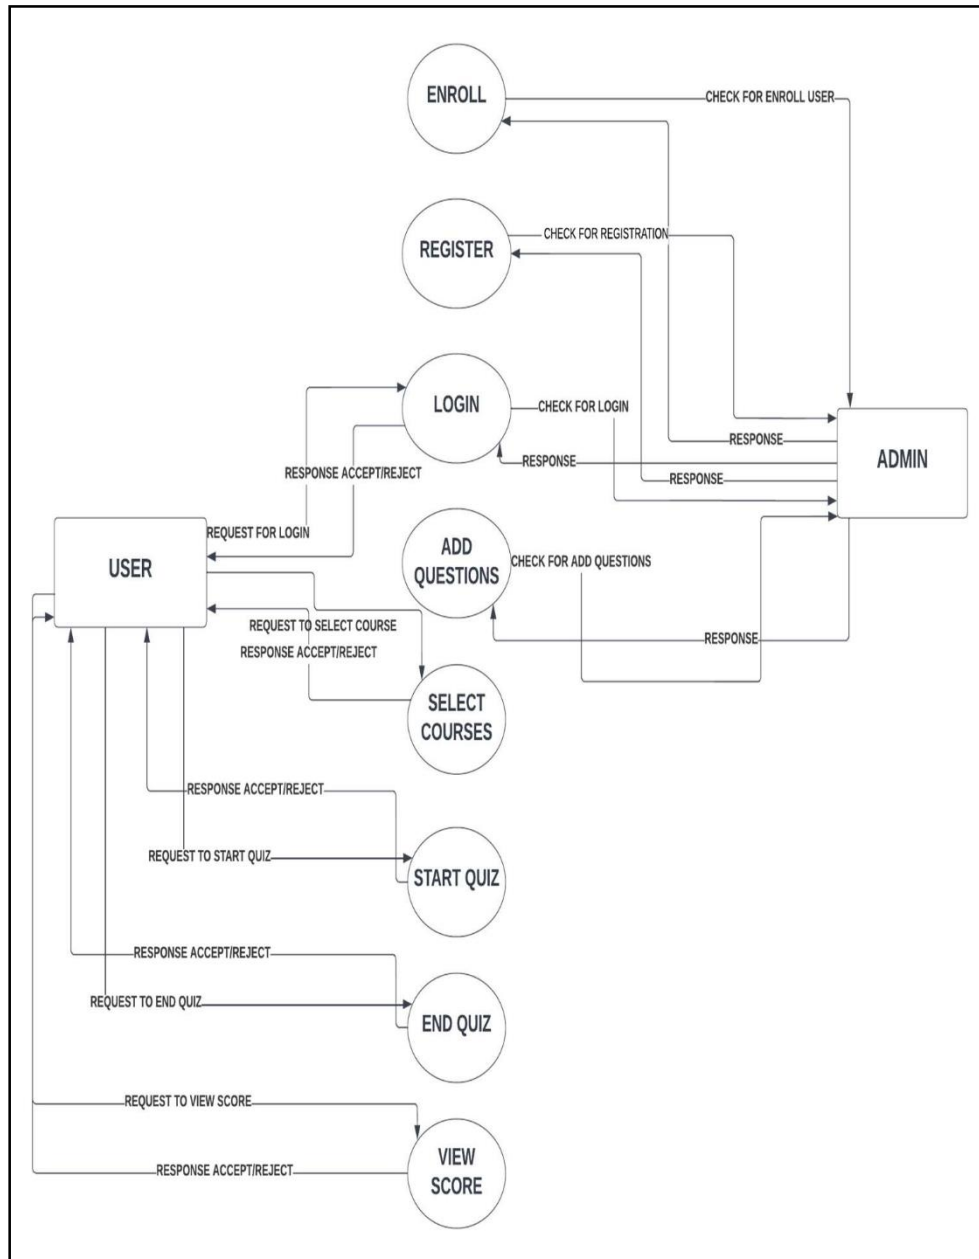 ENROLL
CHECK FOR ENROLL USER
REGISTER
CHECK FOR REGISTRATION
LOGIN
CHECK FOR LOGIN
RESPONSE
ADMIN
RESPONSE
RESPONSE
RESPONSE ACCEPT/REJECT
REQUEST FOR LOGIN
USER
ADD
QUESTIONS
CHECK FOR ADD QUESTIONS
RESPONSE
REQUEST TO SELECT COURSE
RESPONSE ACCEPT/REJECT
SELECT
COURSES
RESPONSE ACCEPT/REJECT
REQUEST TO START QUIZ
START QUIZ
RESPONSE ACCEPT/REJECT
REQUEST TO END QUIZ
END QUIZ
REQUEST TO VIEW SCORE
VIEW
SCORE
RESPONSE ACCEPT/REJECT